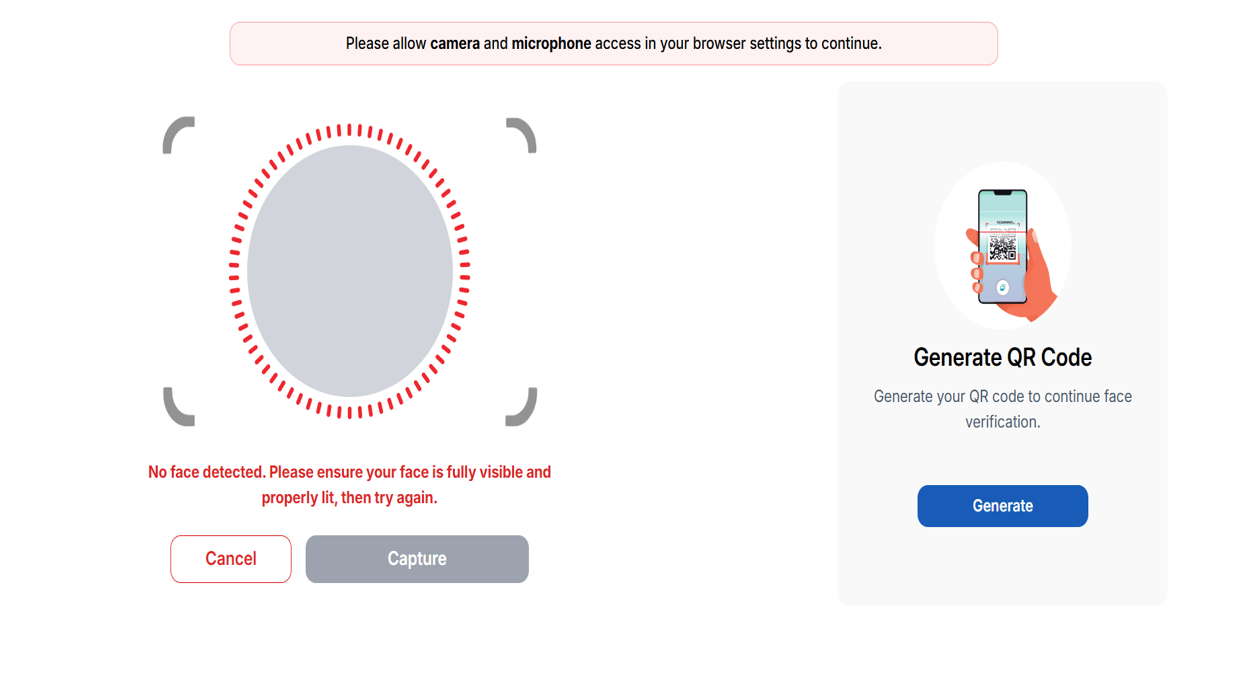 Please allow camera and microphone access in your browser settings to continue.
No face detected. Please ensure your face is fully visible and
properly lit, then try again.
Cancel
Capture
Generate QR Code
Generate your QR code to continue face
verification.
Generate